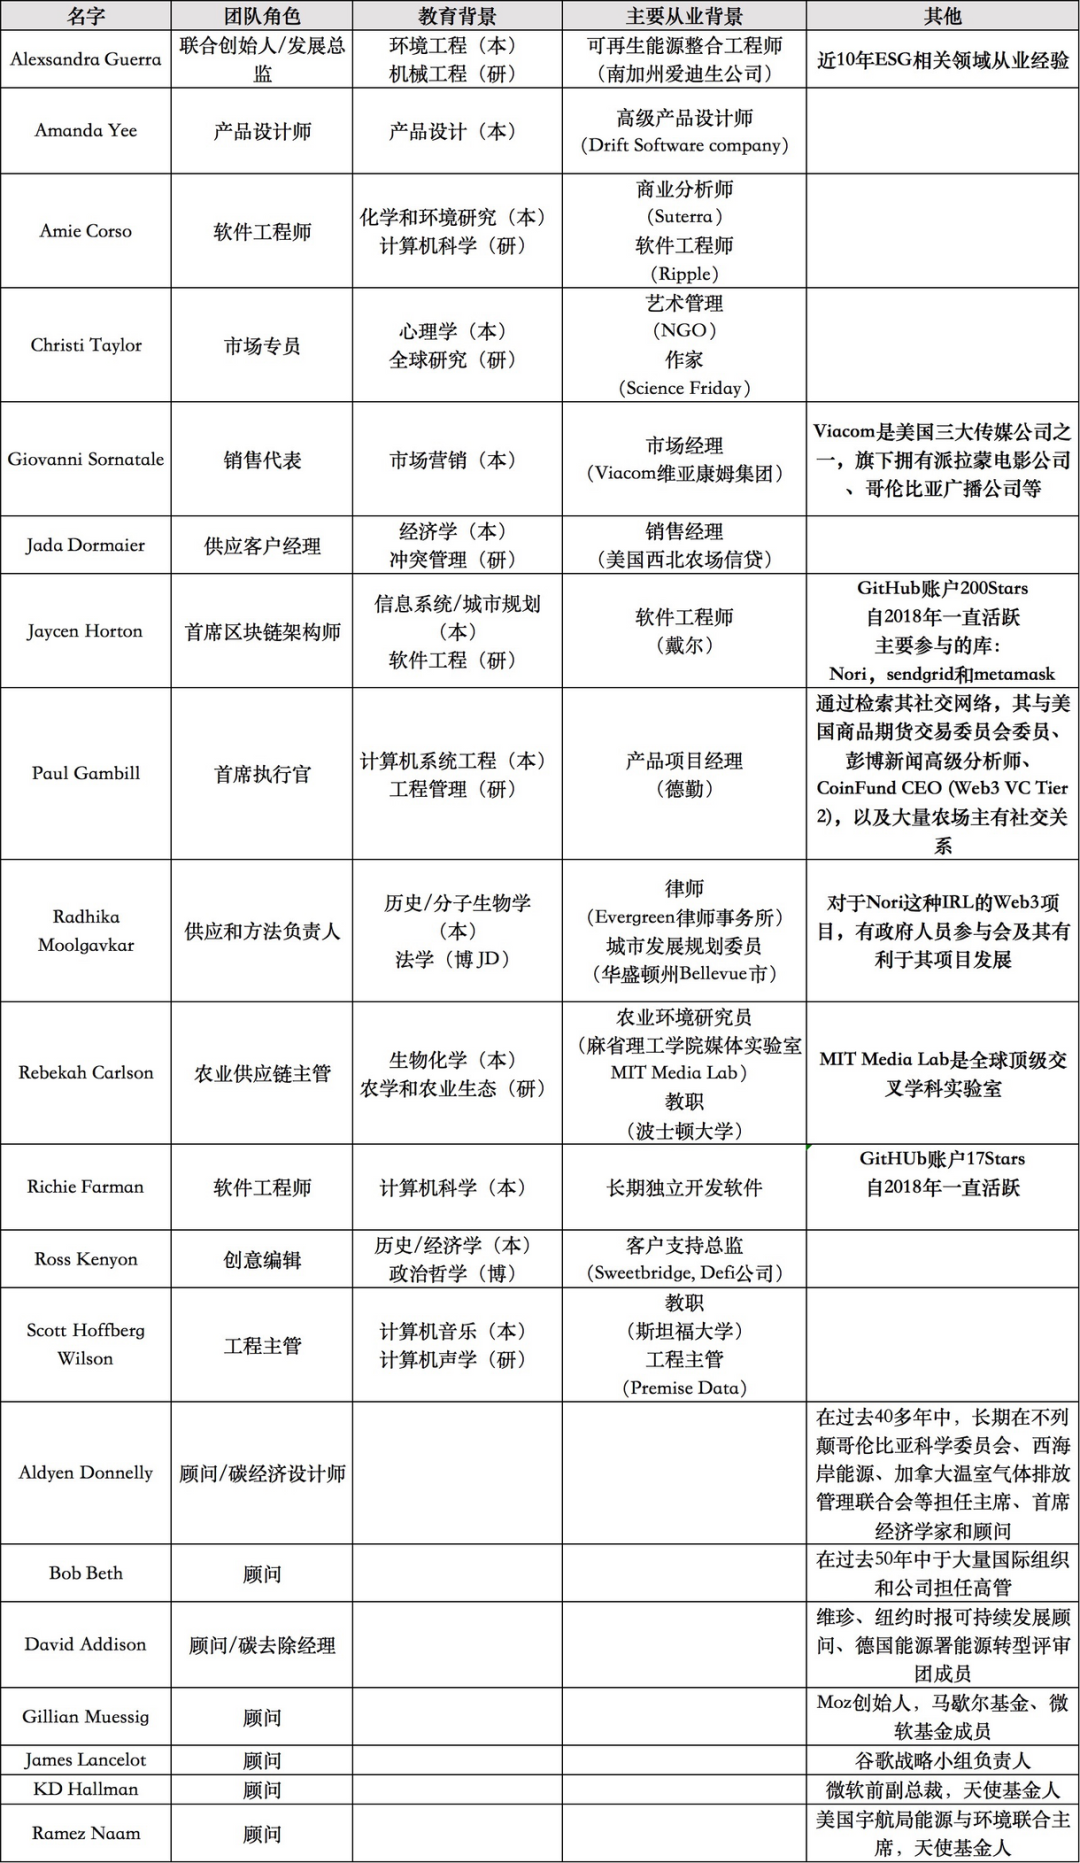 名字 团队角色 教育背景 主要从业背景 其他
Alexsandra Guerra
联合创始人/发展总
监
环境工程（本）
机械工程（研）
可再生能源整合工程师
（南加州爱迪生公司）
近10年ESG相关领域从业经验
Amanda Yee
产品设计师
产品设计（本）
高级产品设计师
（Drift Software company）
Amie Corso
软件工程师
化学和环境研究（本）
计算机科学（研）
商业分析师
（Suterra）
软件工程师
（Ripple）
Christi Taylor
市场专员
心理学（本）
全球研究（研）
艺术管理
（NGO）
作家
（Science Friday）
Giovanni Sornatale
销售代表
市场营销（本）
市场经理
（Viacom维亚康姆集团）
Viacom是美国三大传媒公司之
一，旗下拥有派拉蒙电影公司
、哥伦比亚广播公司等
Jada Dormaier
供应客户经理
经济学（本）
冲突管理（研）
销售经理
（美国西北农场信贷）
Jaycen Horton
首席区块链架构师
信息系统/城市规划
（本）
软件工程（研）
软件工程师
（戴尔）
GitHub账户200Stars
自2018年一直活跃
主要参与的库：
Nori，sendgrid和metamask
Paul Gambill
首席执行官
计算机系统工程（本）
工程管理（研）
产品项目经理
（德勤）
通过检索其社交网络，其与美
国商品期货交易委员会委员、
彭博新闻高级分析师、
CoinFund CEO (Web3 VC Tier
2)，以及大量农场主有社交关
系
Radhika
Moolgavkar
供应和方法负责人
历史/分子生物学
（本）
法学（博 JD）
律师
（Evergreen律师事务所）
城市发展规划委员
（华盛顿州Bellevue市）
对于Nori这种IRL的Web3项
目，有政府人员参与会及其有
利于其项目发展
Rebekah Carlson
农业供应链主管
生物化学（本）
农学和农业生态（研）
农业环境研究员
（麻省理工学院媒体实验室
MIT Media Lab）
教职
（波士顿大学）
MIT Media Lab是全球顶级交
叉学科实验室
Richie Farman
软件工程师
计算机科学（本）
长期独立开发软件
GitHUb账户17Stars
自2018年一直活跃
Ross Kenyon
创意编辑
历史/经济学（本）
政治哲学（博）
客户支持总监
（Sweetbridge, Defi公司）
Scott Hoffberg
Wilson
工程主管
计算机音乐（本）
计算机声学（研）
教职
（斯坦福大学）
工程主管
（Premise Data）
Aldyen Donnelly
顾问/碳经济设计师
在过去40多年中，长期在不列
颠哥伦比亚科学委员会、西海
岸能源、加拿大温室气体排放
管理联合会等担任主席、首席
经济学家和顾问
Bob Beth
顾问
在过去50年中于大量国际组织
和公司担任高管
David Addison
顾问/碳去除经理
维珍、纽约时报可持续发展顾
问、德国能源署能源转型评审
团成员
Gillian Muessig
顾问
Moz创始人，马歇尔基金、微
软基金成员
James Lancelot
顾问
谷歌战略小组负责人
KD Hallman
顾问
微软前副总裁，天使基金人
Ramez Naam
顾问
美国宇航局能源与环境联合主
席，天使基金人